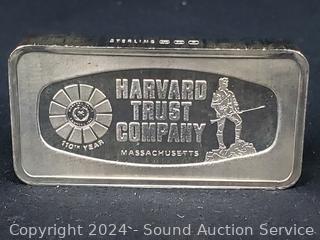 STERLING
HARVARD
TRUST
COMPANY
MASSACHUSETTS
110TH YEAR
Copyright 2024 - Sound Auction Service